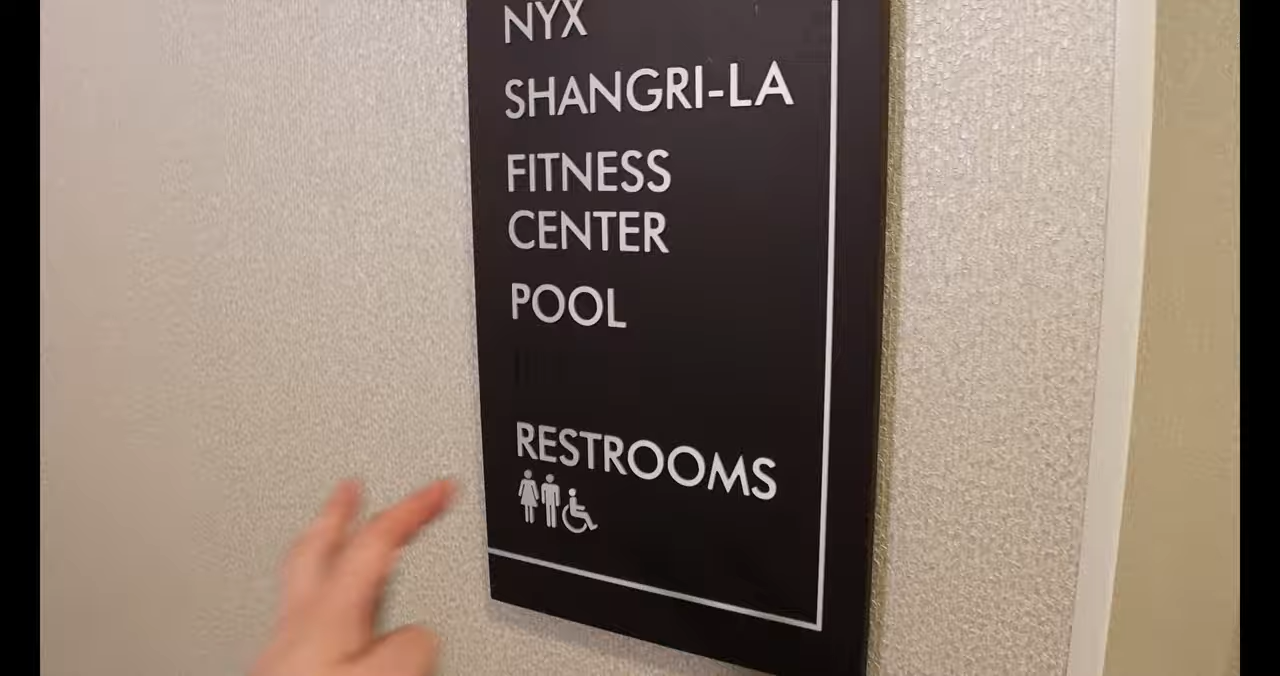 NYX
SHANGRI-LA
FITNESS
CENTER
POOL
RESTROOMS